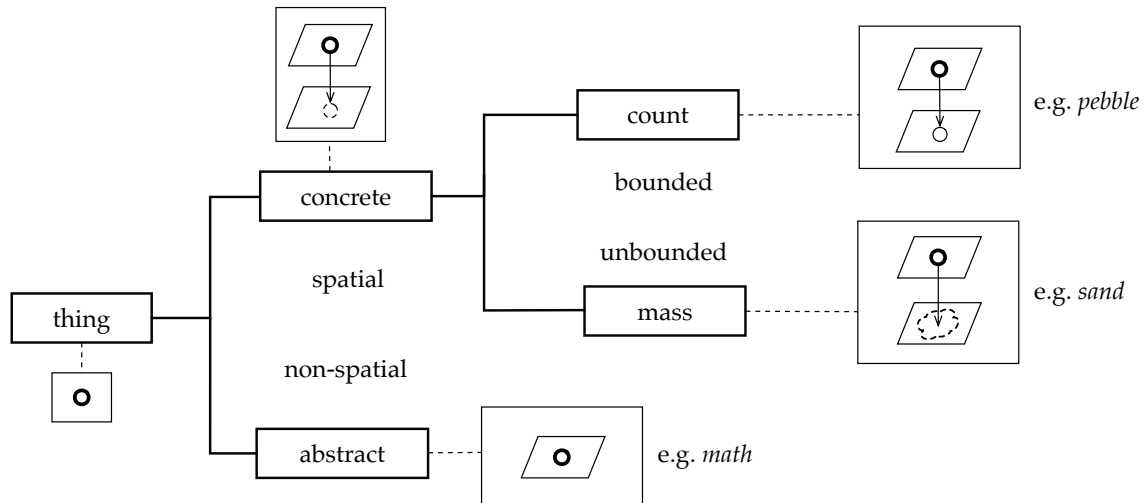 count
e.g. pebble
bounded
concrete
unbounded
spatial
e.g. sand
thing
mass
non-spatial
abstract
e.g. math